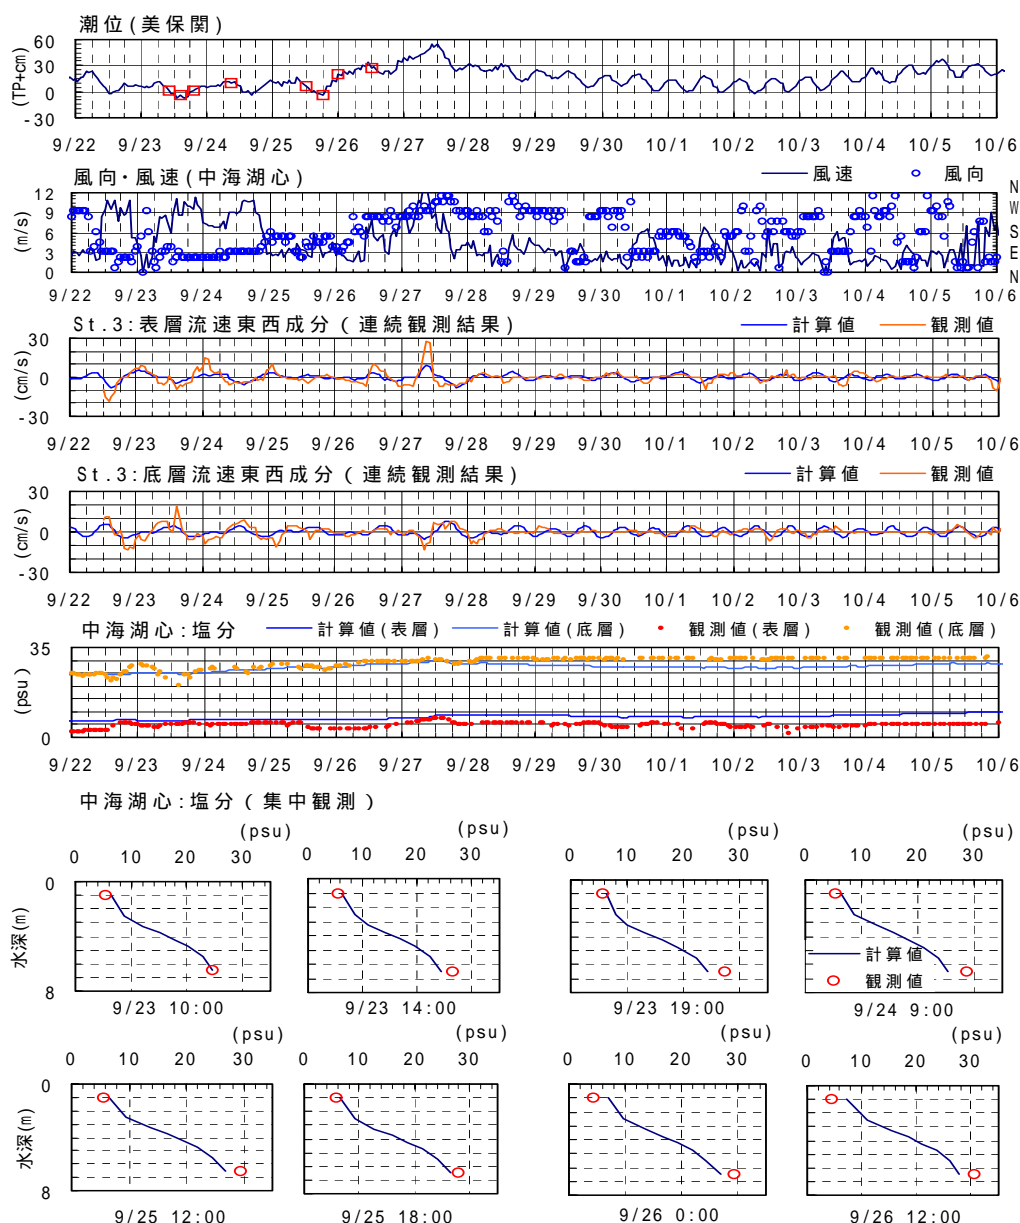 潮位(美保関)
(TP+cm)
60
30
0
-30
9/22 9/23 9/24 9/25 9/26 9/27 9/28 9/29 9/30 10/1 10/2 10/3 10/4 10/5 10/6
風向・風速(中海湖心)
風速 風向
(m/s)
12
9
6
3
0
N
W
S
E
N
9/22 9/23 9/24 9/25 9/26 9/27 9/28 9/29 9/30 10/1 10/2 10/3 10/4 10/5 10/6
St.3:表層流速東西成分(連続観測結果)
計算値 観測値
(cm/s)
30
0
-30
9/22 9/23 9/24 9/25 9/26 9/27 9/28 9/29 9/30 10/1 10/2 10/3 10/4 10/5 10/6
St.3:底層流速東西成分(連続観測結果)
計算値 観測値
(cm/s)
30
0
-30
9/22 9/23 9/24 9/25 9/26 9/27 9/28 9/29 9/30 10/1 10/2 10/3 10/4 10/5 10/6
中海湖心:塩分
計算値(表層) 計算値(底層) 観測値(表層) 観測値(底層)
(psu)
35
0
9/22 9/23 9/24 9/25 9/26 9/27 9/28 9/29 9/30 10/1 10/2 10/3 10/4 10/5 10/6
中海湖心:塩分(集中観測)
(psu) (psu) (psu) (psu)
0 10 20 30 0 10 20 30 0 10 20 30 0 10 20 30
0
水深(m)
8
計算値
観測値
9/23 10:00 9/23 14:00 9/23 19:00 9/24 9:00
(psu) (psu) (psu) (psu)
0 10 20 30 0 10 20 30 0 10 20 30 0 10 20 30
0
水深(m)
8
9/25 12:00 9/25 18:00 9/26 0:00 9/26 12:00